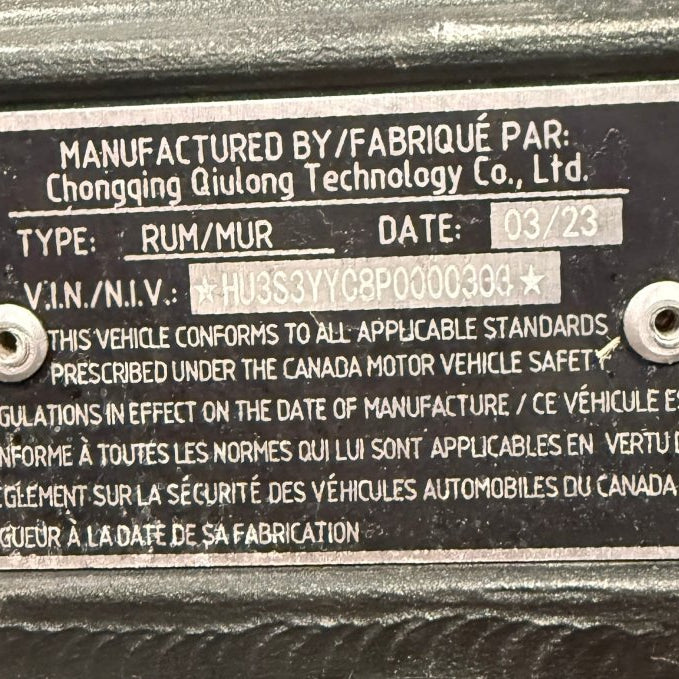 MANUFACTURED BY/FABRIQUÉ PAR:
Chongqing Qiulong Technology Co., Ltd.
TYPE: RUM/MUR DATE: 03/23
V.I.N./N.I.V.:
THIS VEHICLE CONFORMS TO ALL APPLICABLE STANDARDS
PRESCRIBED UNDER THE CANADA MOTOR VEHICLE SAFETY
GULATIONS IN EFFECT ON THE DATE OF MANUFACTURE / CE VÉHICULE ES
NFORME À TOUTES LES NORMES QUI LUI SONT APPLICABLES EN VERTU D
ÈGLEMENT SUR LA SÉCURITÉ DES VÉHICULES AUTOMOBILES DU CANADA
GUEUR À LA DATE DE SA FABRICATION